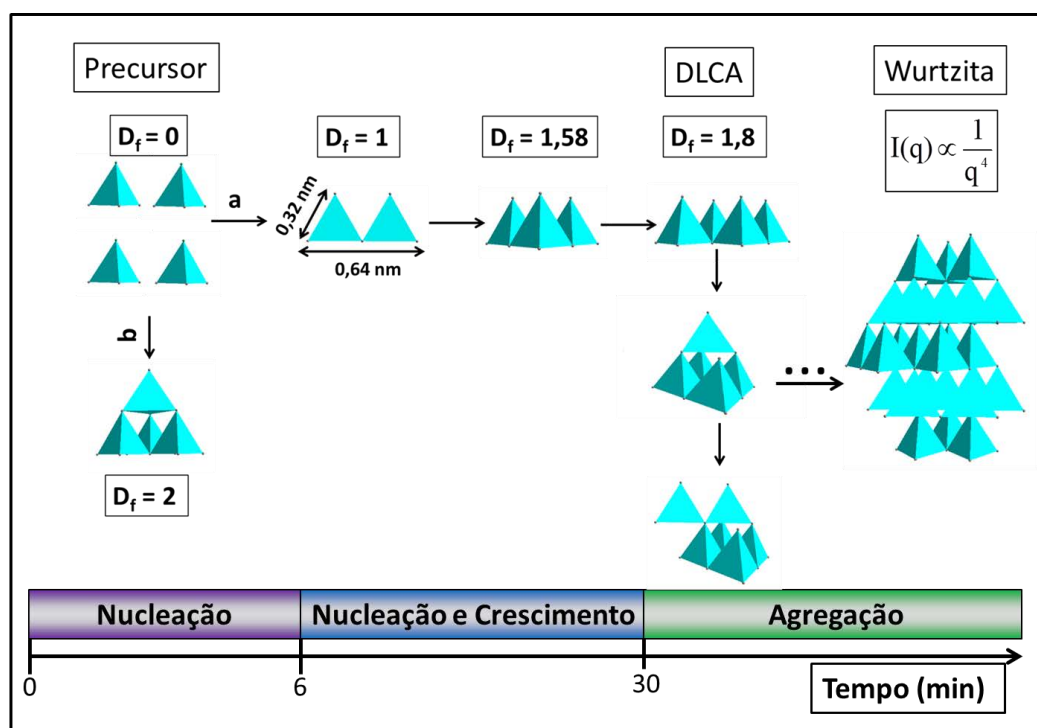 Precursor
DLCA
Wurtzita
D_f = 0
D_f = 1
D_f = 1,58
D_f = 1,8
I(q) ∝ 1/q^4
a
0,32 nm
0,64 nm
b
...
D_f = 2
Nucleação
Nucleação e Crescimento
Agregação
0
6
30
Tempo (min)